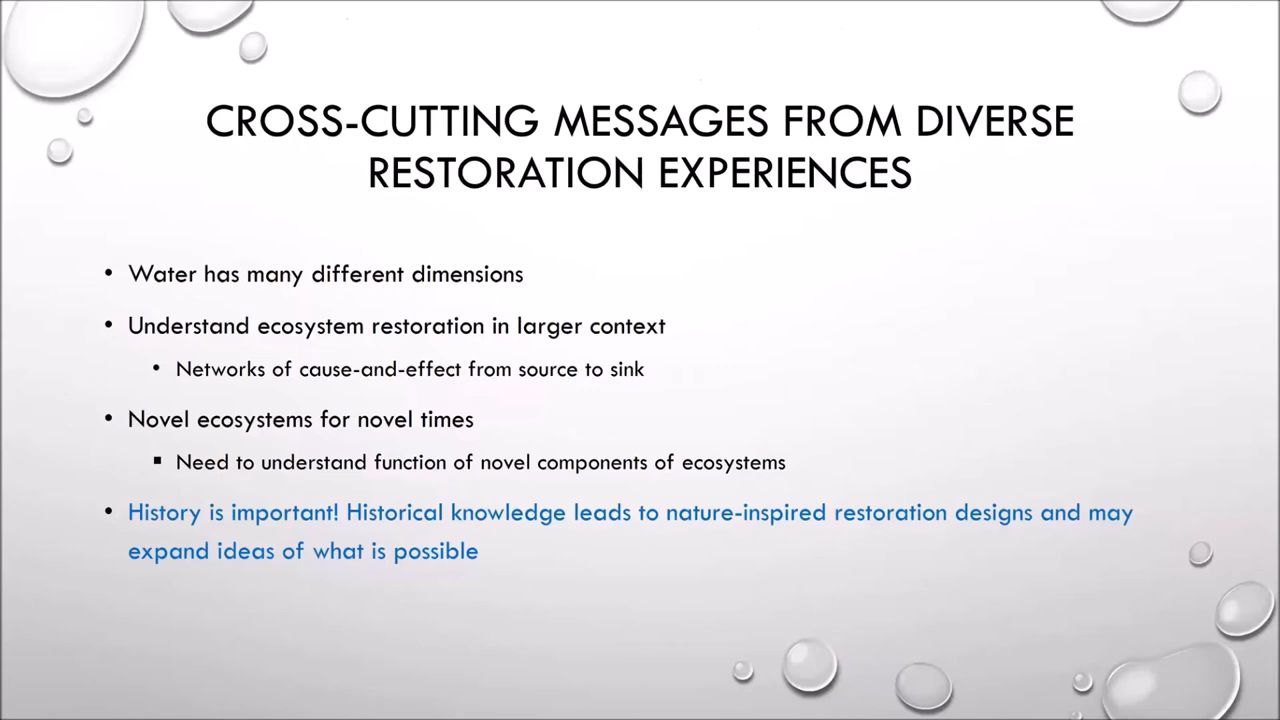 CROSS-CUTTING MESSAGES FROM DIVERSE
RESTORATION EXPERIENCES
• Water has many different dimensions
• Understand ecosystem restoration in larger context
• Networks of cause-and-effect from source to sink
• Novel ecosystems for novel times
▪ Need to understand function of novel components of ecosystems
• History is important! Historical knowledge leads to nature-inspired restoration designs and may
expand ideas of what is possible